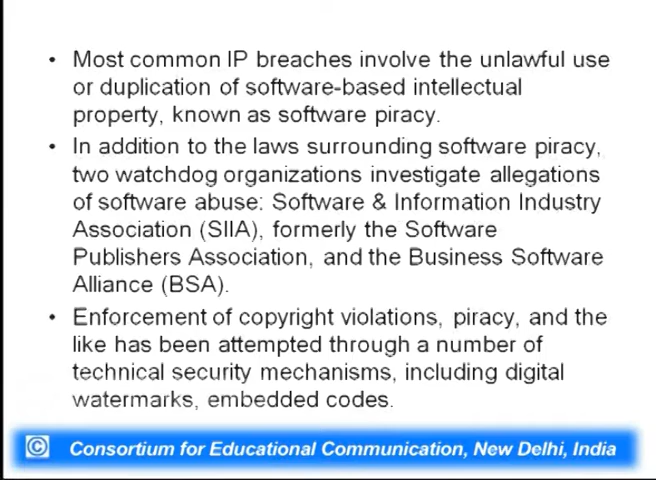 • Most common IP breaches involve the unlawful use
or duplication of software-based intellectual
property, known as software piracy.
• In addition to the laws surrounding software piracy,
two watchdog organizations investigate allegations
of software abuse: Software & Information Industry
Association (SIIA), formerly the Software
Publishers Association, and the Business Software
Alliance (BSA).
• Enforcement of copyright violations, piracy, and the
like has been attempted through a number of
technical security mechanisms, including digital
watermarks, embedded codes.
© Consortium for Educational Communication, New Delhi, India